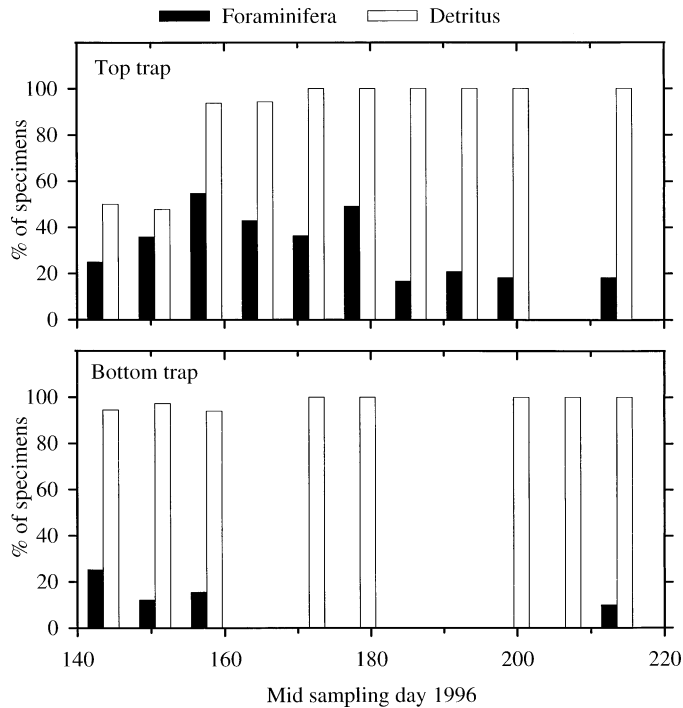 Foraminifera Detritus
Top trap
100
80
60
40
20
0
% of specimens
Bottom trap
100
80
60
40
20
0
% of specimens
140 160 180 200 220
Mid sampling day 1996